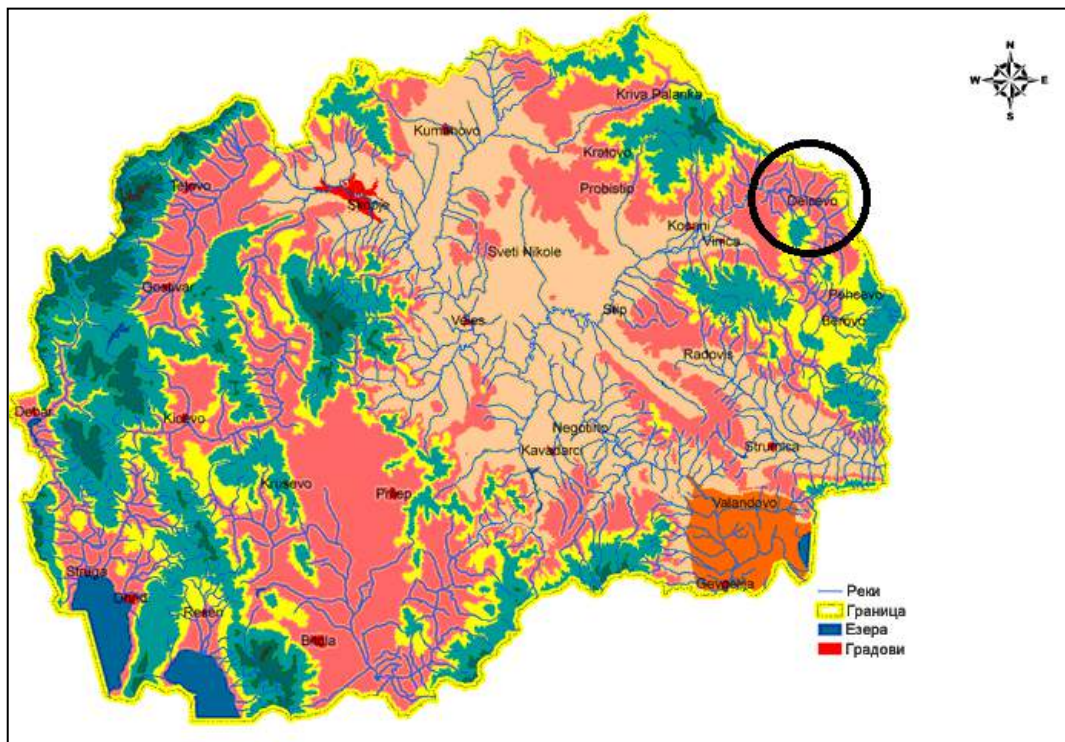 N
W E
S
Kriva Palanka
Kumanovo
Kratovo
Tetovo
Probistip
Delcevo
Skopje
Kocani
Vinica
Sveti Nikole
Gostivar
Pehcevo
Veles
Stip
Berovo
Radovis
Debar
Kicevo
Negotino
Kavadarci
Strumica
Krusevo
Prilep
Valandovo
Struga
Ohrid
Resen
Gevgelija
Bitola
Реки
Граница
Езера
Градови